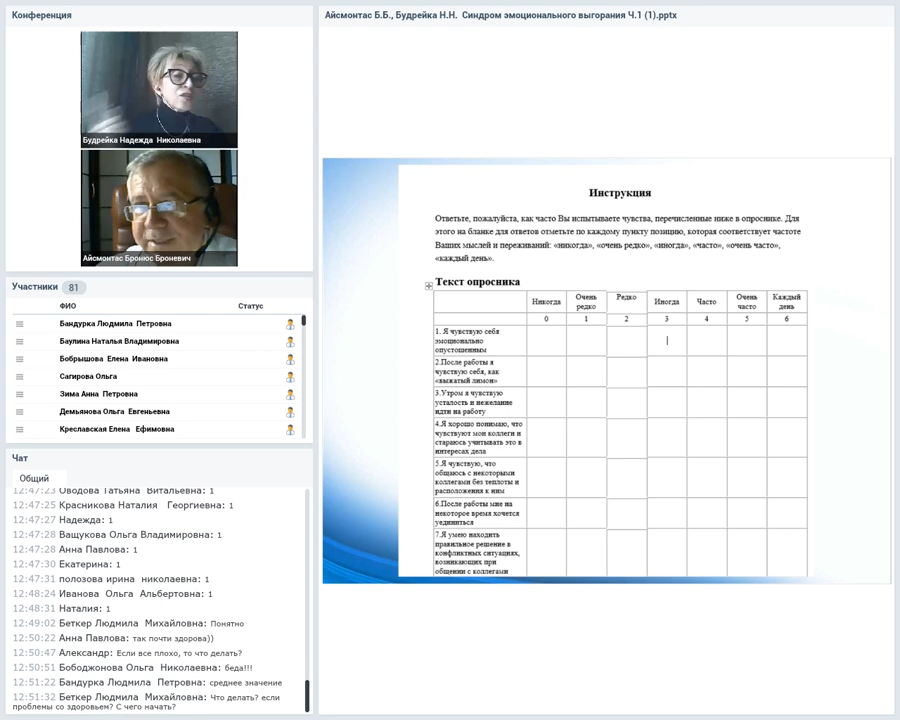 Конференция
Будрейка Надежда Николаевна
Айсмонтас Бронюс Броневич
Участники 81
ФИО Статус
Бандурка Людмила Петровна
Баулина Наталья Владимировна
Бобрышова Елена Ивановна
Сагирова Ольга
Зима Анна Петровна
Демьянова Ольга Евгеньевна
Креславская Елена Ефимовна
Чат
Общий
12:47:23 Оводова Татьяна Витальевна: 1
12:47:25 Красникова Наталия Георгиевна: 1
12:47:27 Надежда: 1
12:47:28 Ващукова Ольга Владимировна: 1
12:47:28 Анна Павлова: 1
12:47:30 Екатерина: 1
12:47:31 полозова ирина николаевна: 1
12:48:24 Иванова Ольга Альбертовна: 1
12:48:31 Наталия: 1
12:49:02 Беткер Людмила Михайловна: Понятно
12:50:22 Анна Павлова: так почти здорова))
12:50:47 Александр: Если все плохо, то что делать?
12:50:51 Бободжонова Ольга Николаевна: беда!!!
12:51:22 Бандурка Людмила Петровна: среднее значение
12:51:32 Беткер Людмила Михайловна: Что делать? если
проблемы со здоровьем? С чего начать?
Айсмонтас Б.Б., Будрейка Н.Н. Синдром эмоционального выгорания Ч.1 (1).pptx
Инструкция
Ответьте, пожалуйста, как часто Вы испытываете чувства, перечисленные ниже в опроснике. Для
этого на бланке для ответов отметьте по каждому пункту позицию, которая соответствует частоте
Ваших мыслей и переживаний: «никогда», «очень редко», «иногда», «часто», «очень часто»,
«каждый день».
Текст опросника
Никогда Очень редко Редко Иногда Часто Очень часто Каждый день
0 1 2 3 4 5 6
1. Я чувствую себя
эмоционально
опустошенным
2.После работы я
чувствую себя, как
«выжатый лимон»
3.Утром я чувствую
усталость и нежелание
идти на работу
4.Я хорошо понимаю, что
чувствуют мои коллеги и
стараюсь учитывать это в
интересах дела
5.Я чувствую, что
общаюсь с некоторыми
коллегами без теплоты и
расположения к ним
6.После работы мне на
некоторое время хочется
уединиться
7.Я умею находить
правильное решение в
конфликтных ситуациях,
возникающих при
общении с коллегами